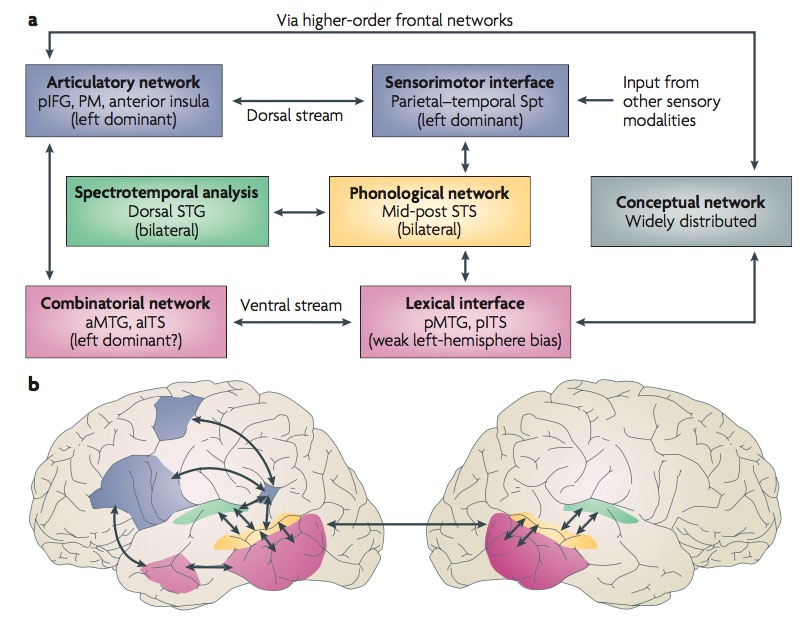 a
Via higher-order frontal networks
Articulatory network
pIFG, PM, anterior insula
(left dominant)
Dorsal stream
Sensorimotor interface
Parietal–temporal Spt
(left dominant)
Input from
other sensory
modalities
Spectrotemporal analysis
Dorsal STG
(bilateral)
Phonological network
Mid-post STS
(bilateral)
Conceptual network
Widely distributed
Combinatorial network
aMTG, aITS
(left dominant?)
Ventral stream
Lexical interface
pMTG, pITS
(weak left-hemisphere bias)
b